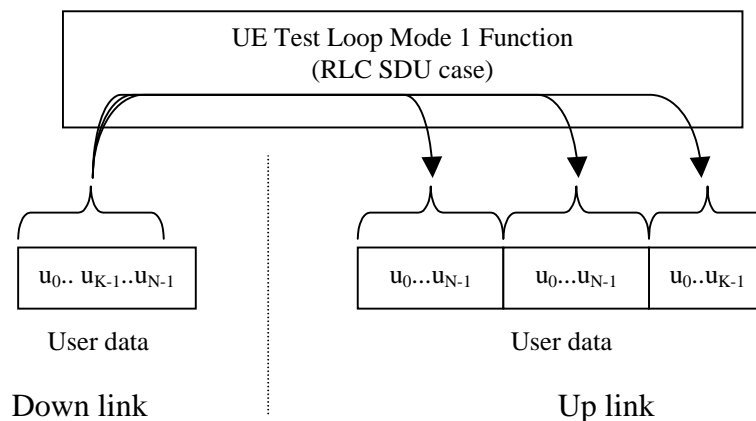 UE Test Loop Mode 1 Function
(RLC SDU case)
u0.. uK-1..uN-1
u0...uN-1
u0...uN-1
u0..uK-1
User data
User data
Down link
Up link